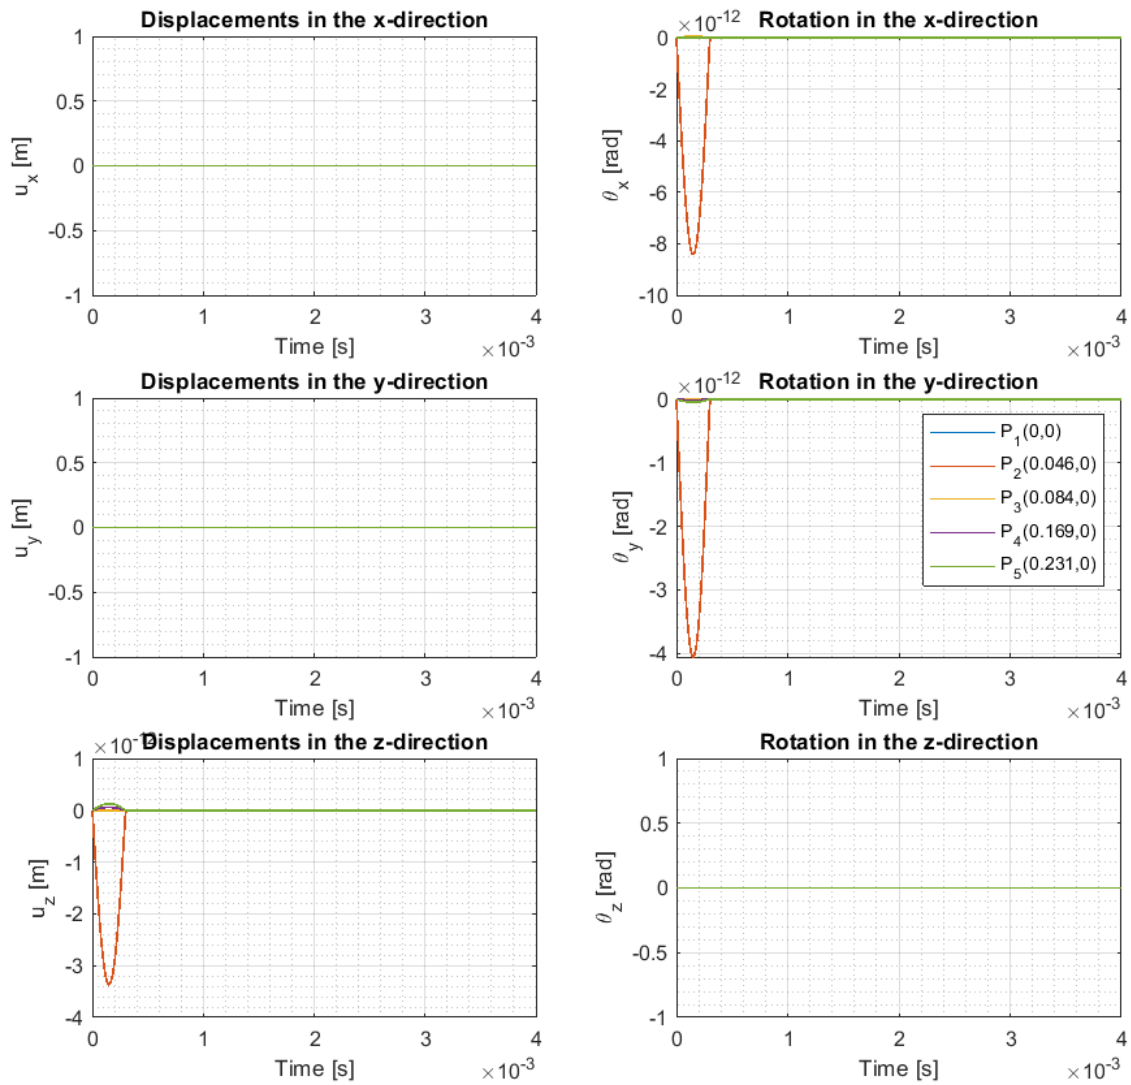 Displacements in the x-direction
1
0.5
0
-0.5
-1
u_x [m]
0 1 2 3 4
Time [s]
×10^-3
Rotation in the x-direction
×10^-12
0
-2
-4
-6
-8
-10
θ_x [rad]
0 1 2 3 4
Time [s]
×10^-3
Displacements in the y-direction
1
0.5
0
-0.5
-1
u_y [m]
0 1 2 3 4
Time [s]
×10^-3
Rotation in the y-direction
×10^-12
0
-1
-2
-3
-4
θ_y [rad]
P_1(0,0)
P_2(0.046,0)
P_3(0.084,0)
P_4(0.169,0)
P_5(0.231,0)
0 1 2 3 4
Time [s]
×10^-3
Displacements in the z-direction
1
0
-1
-2
-3
-4
u_z [m]
0 1 2 3 4
Time [s]
×10^-3
Rotation in the z-direction
1
0.5
0
-0.5
-1
θ_z [rad]
0 1 2 3 4
Time [s]
×10^-3